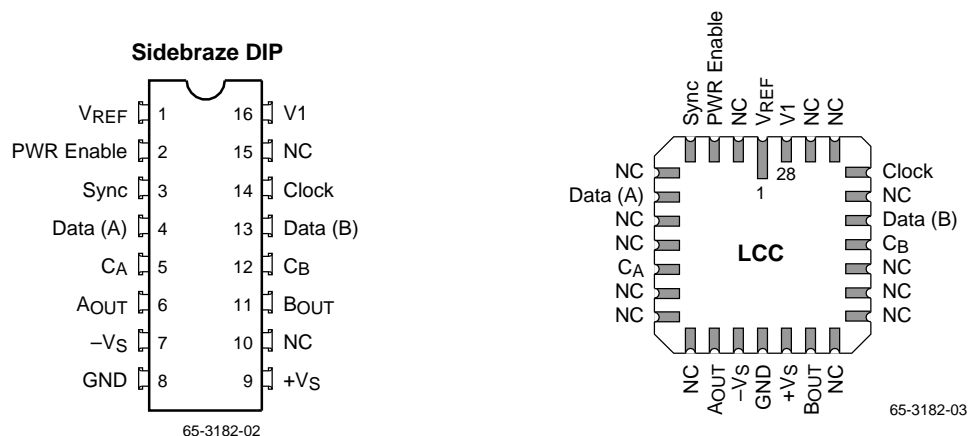 Sidebraze DIP
VREF 1 16 V1
PWR Enable 2 15 NC
Sync 3 14 Clock
Data (A) 4 13 Data (B)
CA 5 12 CB
AOUT 6 11 BOUT
–VS 7 10 NC
GND 8 9 +VS
65-3182-02
Sync
PWR Enable
NC
VREF
V1
NC
NC
NC 1 28 Clock
Data (A) NC
NC Data (B)
NC LCC CB
CA NC
NC NC
NC NC
NC
AOUT
–VS
GND
+VS
BOUT
NC
65-3182-03